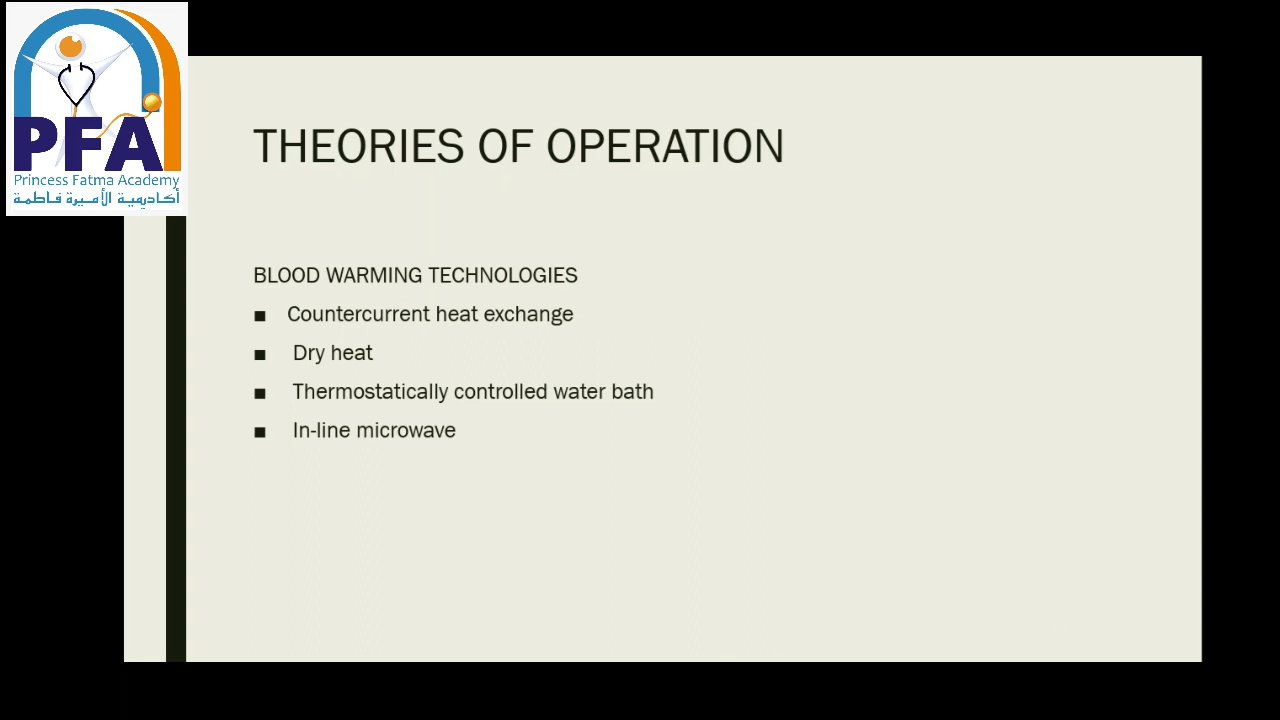 PFA
Princess Fatma Academy
أكاديمية الأميرة فاطمة
THEORIES OF OPERATION
BLOOD WARMING TECHNOLOGIES
■ Countercurrent heat exchange
■ Dry heat
■ Thermostatically controlled water bath
■ In-line microwave